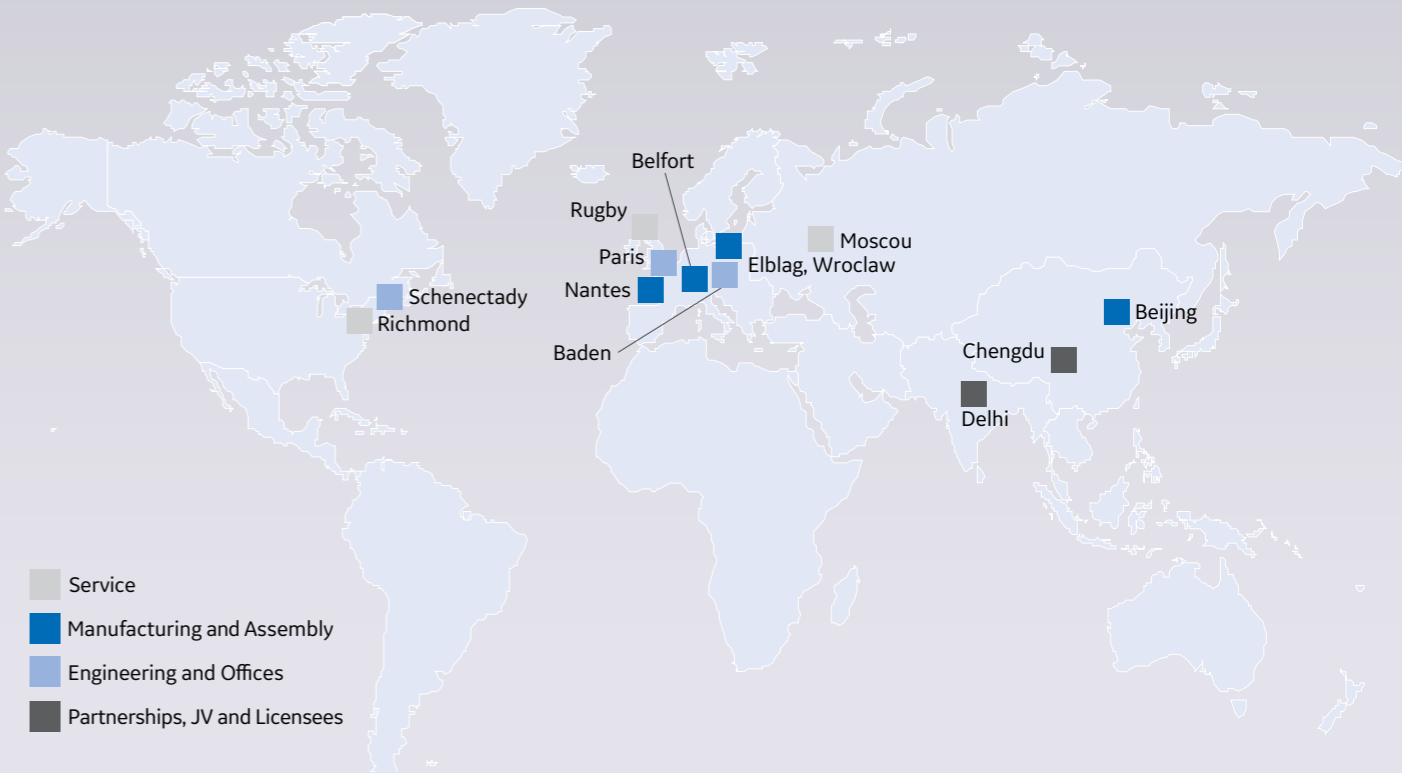 Belfort
Rugby
Moscou
Paris
Elblag, Wroclaw
Nantes
Schenectady
Beijing
Richmond
Chengdu
Baden
Delhi
Service
Manufacturing and Assembly
Engineering and Offices
Partnerships, JV and Licensees